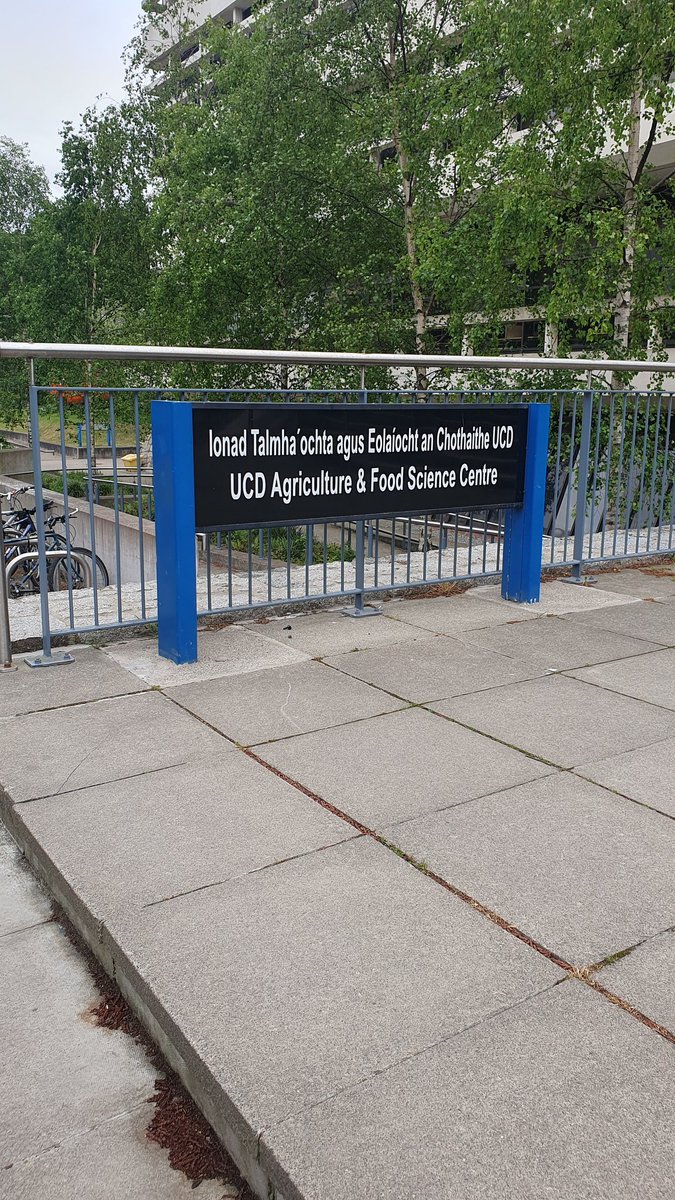 Ionad Talmha´ochta agus Eolaíocht an Chothaithe UCD
UCD Agriculture & Food Science Centre